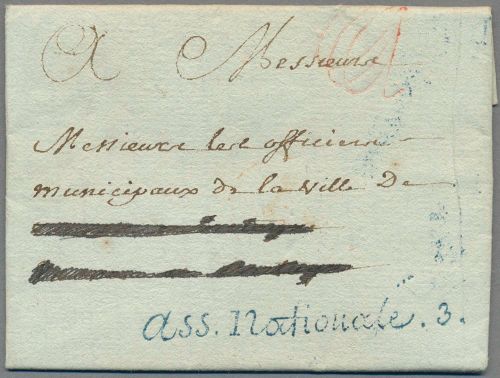 A Messieurs
Messieurs les officiers
municipaux de la ville De
ass. Nationale. 3.